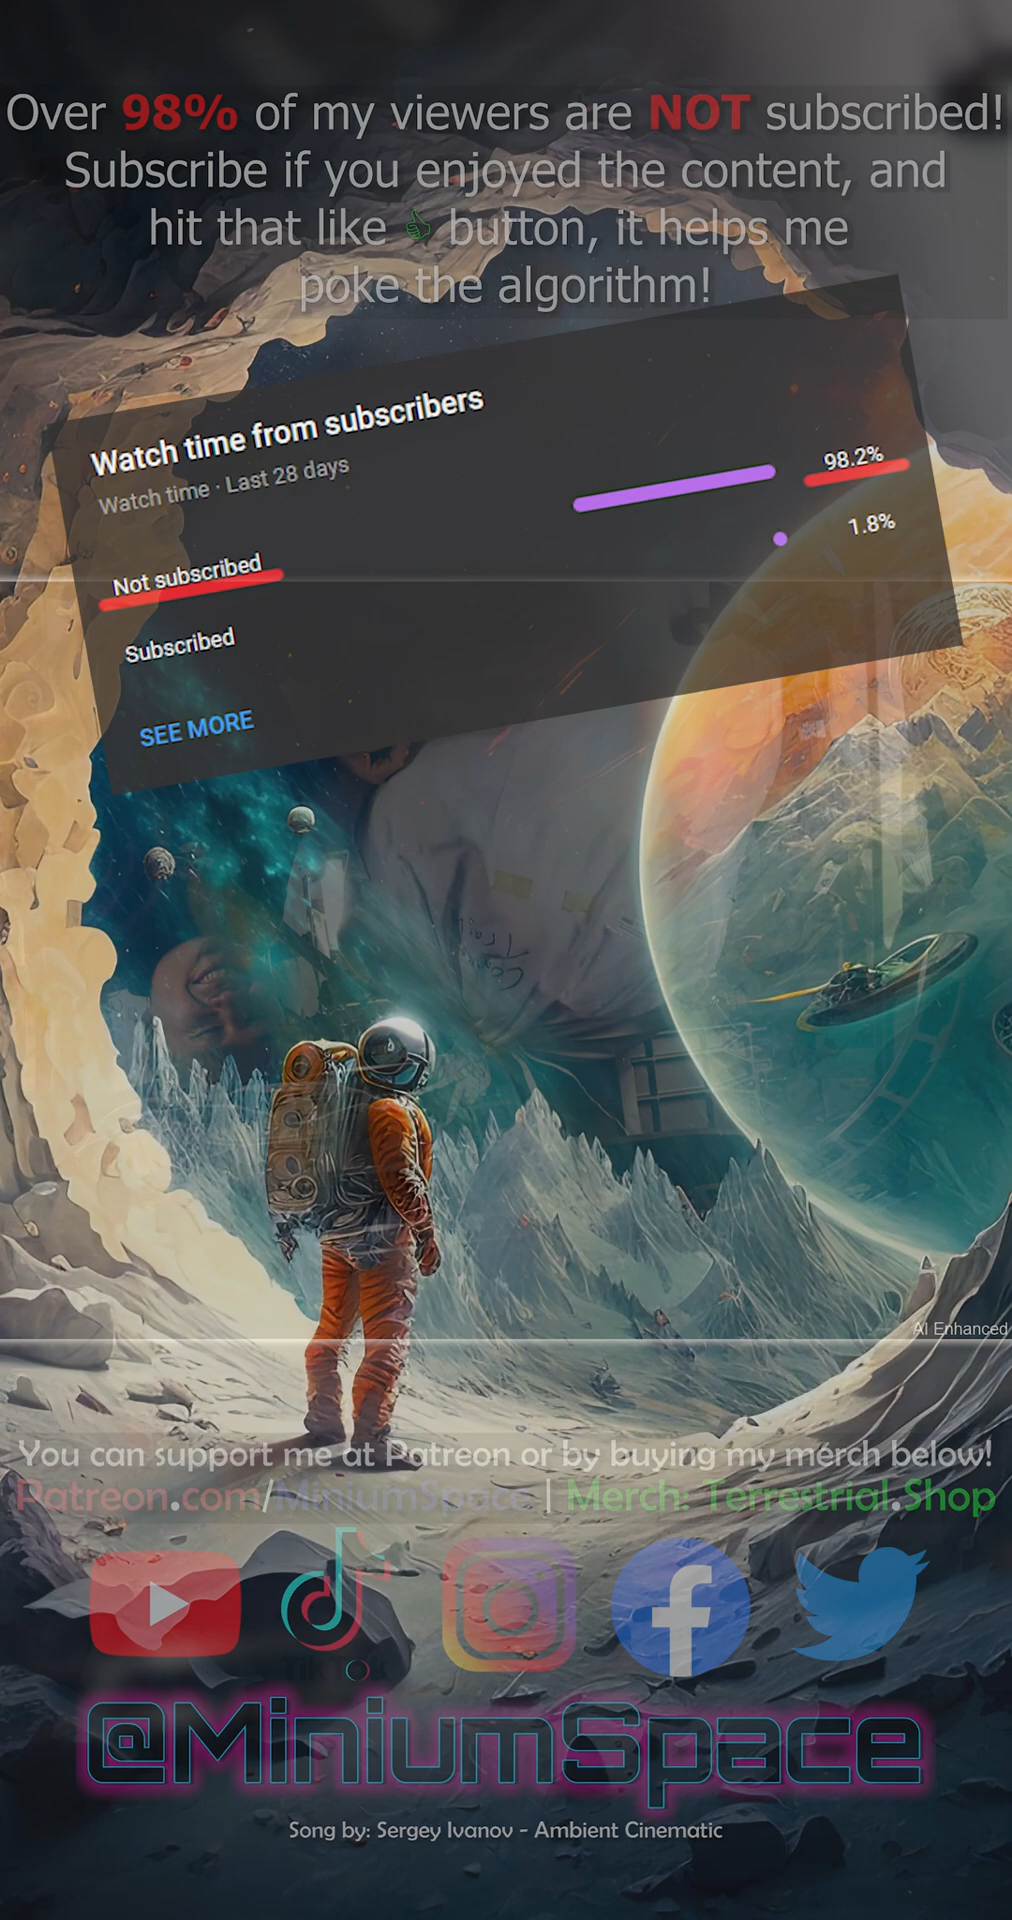 Over 98% of my viewers are NOT subscribed!
Subscribe if you enjoyed the content, and
hit that like 👍 button, it helps me
poke the algorithm!
Watch time from subscribers
Watch time · Last 28 days
Not subscribed 98.2%
Subscribed 1.8%
SEE MORE
AI Enhanced
You can support me at Patreon or by buying my merch below!
Patreon.com/MiniumSpace | Merch: Terrestrial.Shop
@MiniumSpace
Song by: Sergey Ivanov - Ambient Cinematic